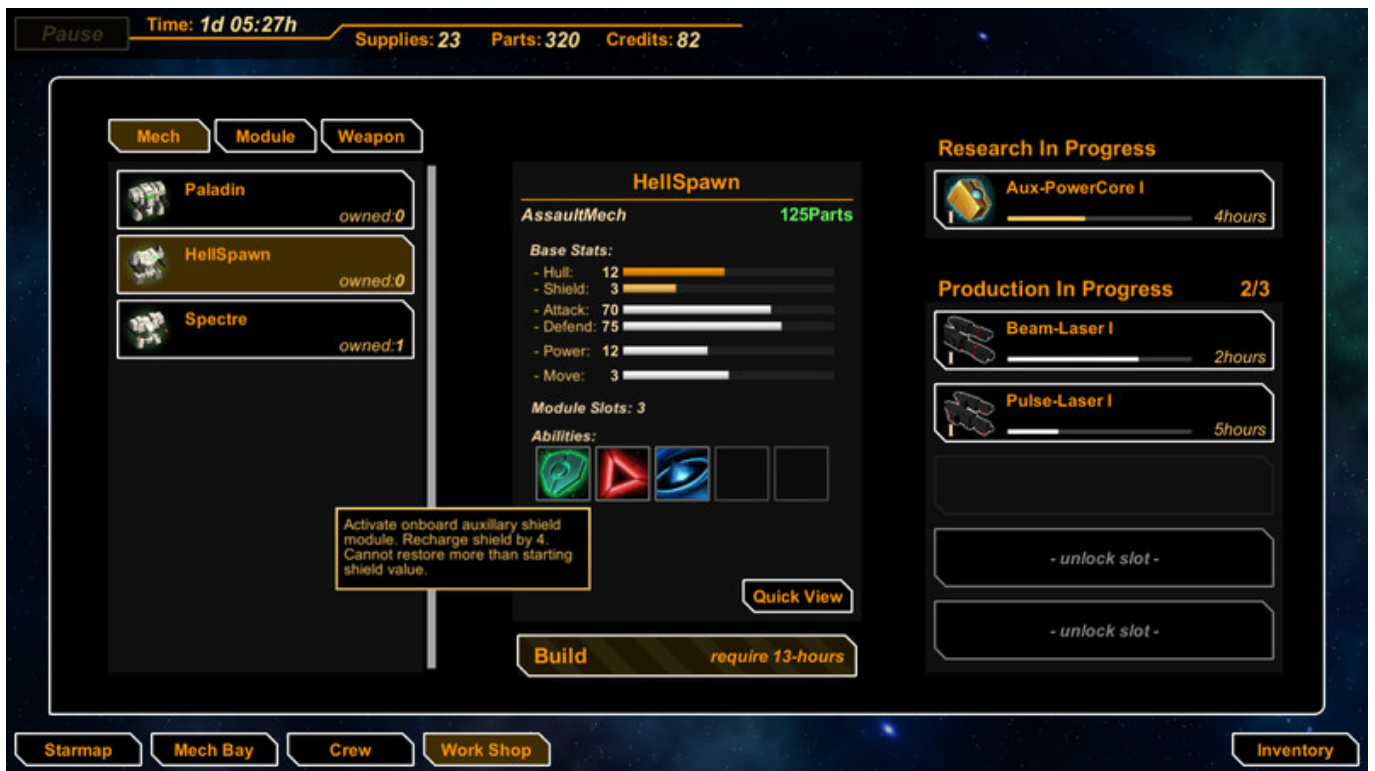 Pause
Time: 1d 05:27h
Supplies: 23 Parts: 320 Credits: 82
Mech Module Weapon
Paladin
owned:0
HellSpawn
owned:0
Spectre
owned:1
HellSpawn
AssaultMech 125Parts
Base Stats:
- Hull: 12
- Shield: 3
- Attack: 70
- Defend: 75
- Power: 12
- Move: 3
Module Slots: 3
Abilities:
Activate onboard auxillary shield
module. Recharge shield by 4.
Cannot restore more than starting
shield value.
Quick View
Build require 13-hours
Research In Progress
Aux-PowerCore I
I
4hours
Production In Progress 2/3
Beam-Laser I
I
2hours
Pulse-Laser I
I
5hours
- unlock slot -
- unlock slot -
Starmap Mech Bay Crew Work Shop Inventory